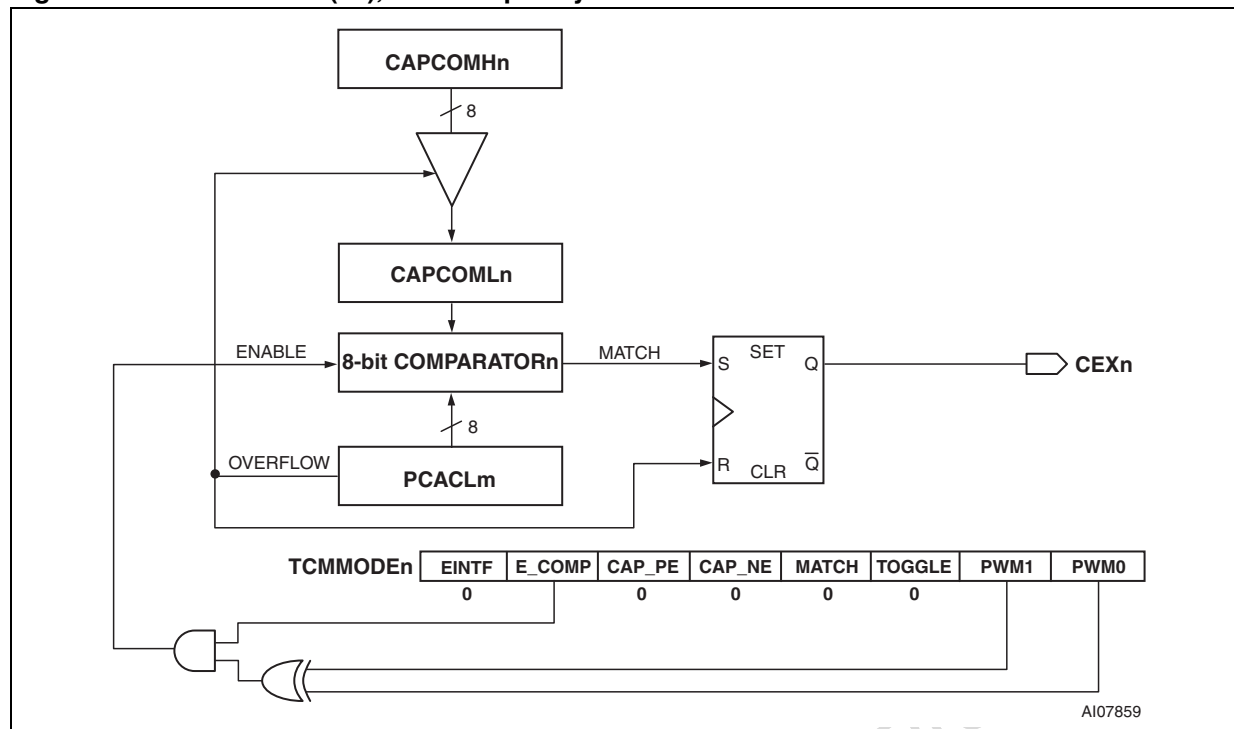 CAPCOMHn
8
CAPCOMLn
ENABLE
8-bit COMPARATORn
MATCH
S
SET
Q
CEXn
8
OVERFLOW
PCACLm
R
CLR
Q̅
TCMMODEn
EINTF E_COMP CAP_PE CAP_NE MATCH TOGGLE PWM1 PWM0
0 0 0 0 0
AI07859